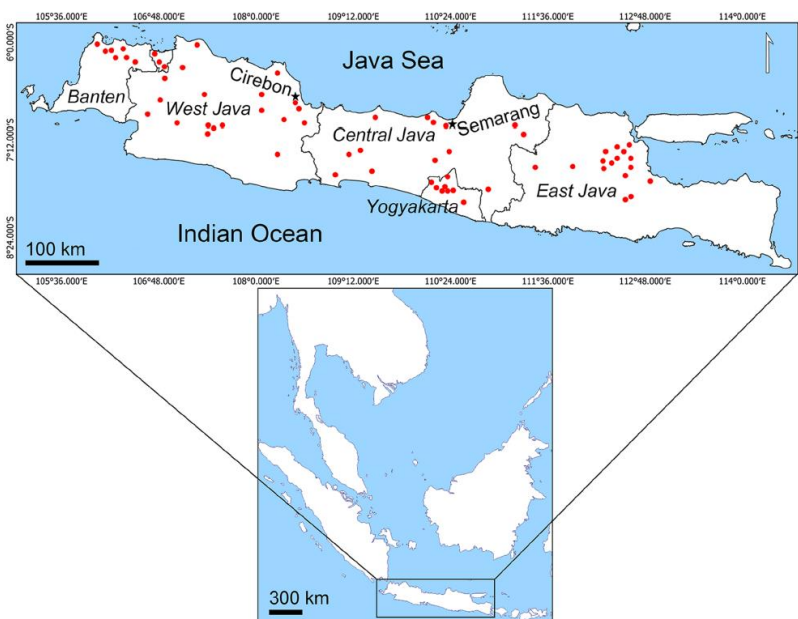 105°36.000'E 106°48.000'E 108°0.000'E 109°12.000'E 110°24.000'E 111°36.000'E 112°48.000'E 114°0.000'E
6°0.000'S
7°12.000'S
8°24.000'S
Java Sea
Cirebon
Banten
West Java
Semarang
Central Java
East Java
Yogyakarta
Indian Ocean
100 km
105°36.000'E 106°48.000'E 108°0.000'E 109°12.000'E 110°24.000'E 111°36.000'E 112°48.000'E 114°0.000'E
300 km